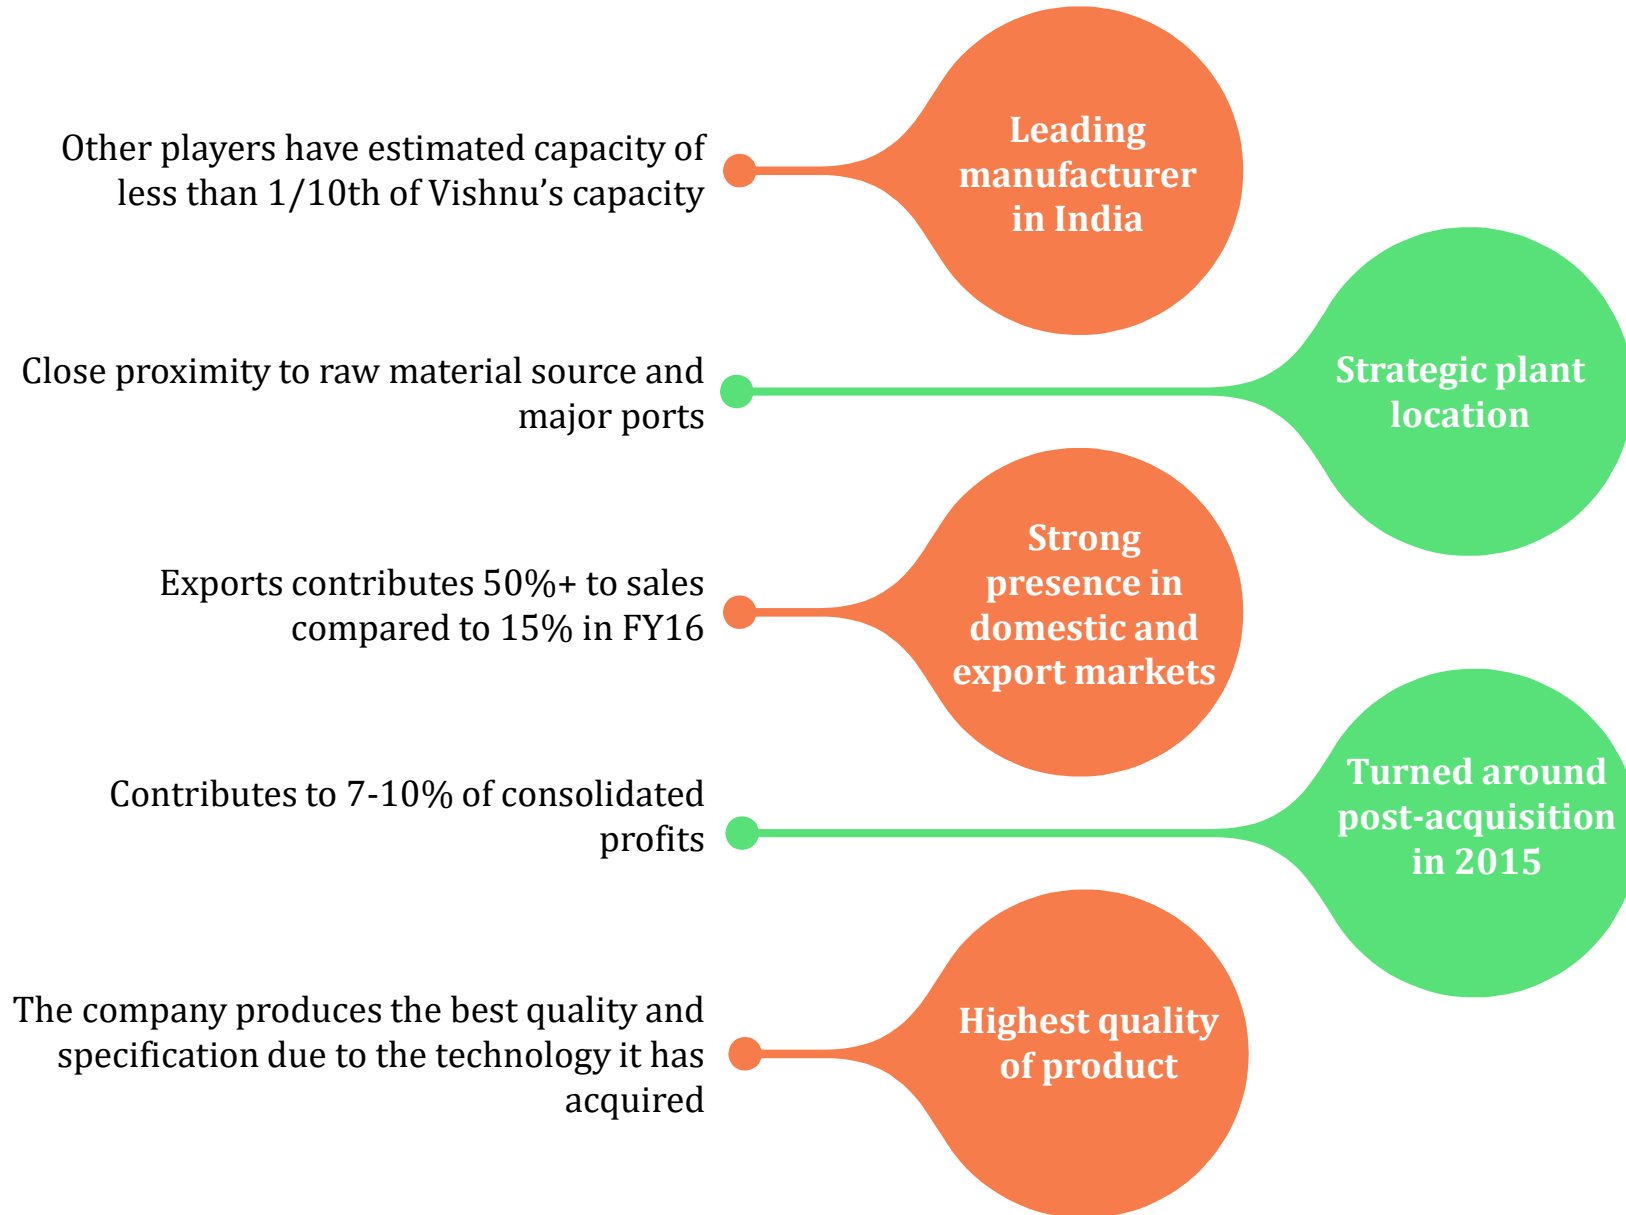 Other players have estimated capacity of
less than 1/10th of Vishnu’s capacity
Leading
manufacturer
in India
Close proximity to raw material source and
major ports
Strategic plant
location
Exports contributes 50%+ to sales
compared to 15% in FY16
Strong
presence in
domestic and
export markets
Contributes to 7-10% of consolidated
profits
Turned around
post-acquisition
in 2015
The company produces the best quality and
specification due to the technology it has
acquired
Highest quality
of product